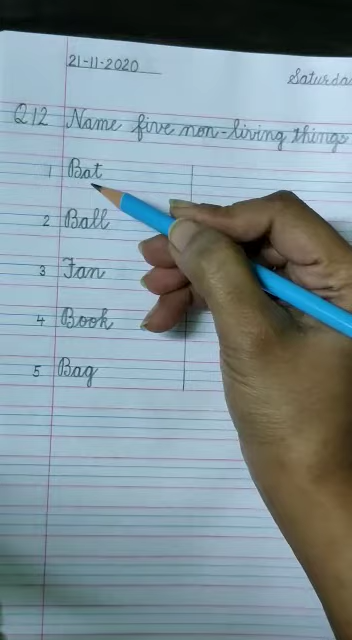 21-11-2020
Saturda
Q12 Name five non-living things
1 Bat
2 Ball
3 Fan
4 Book
5 Bag